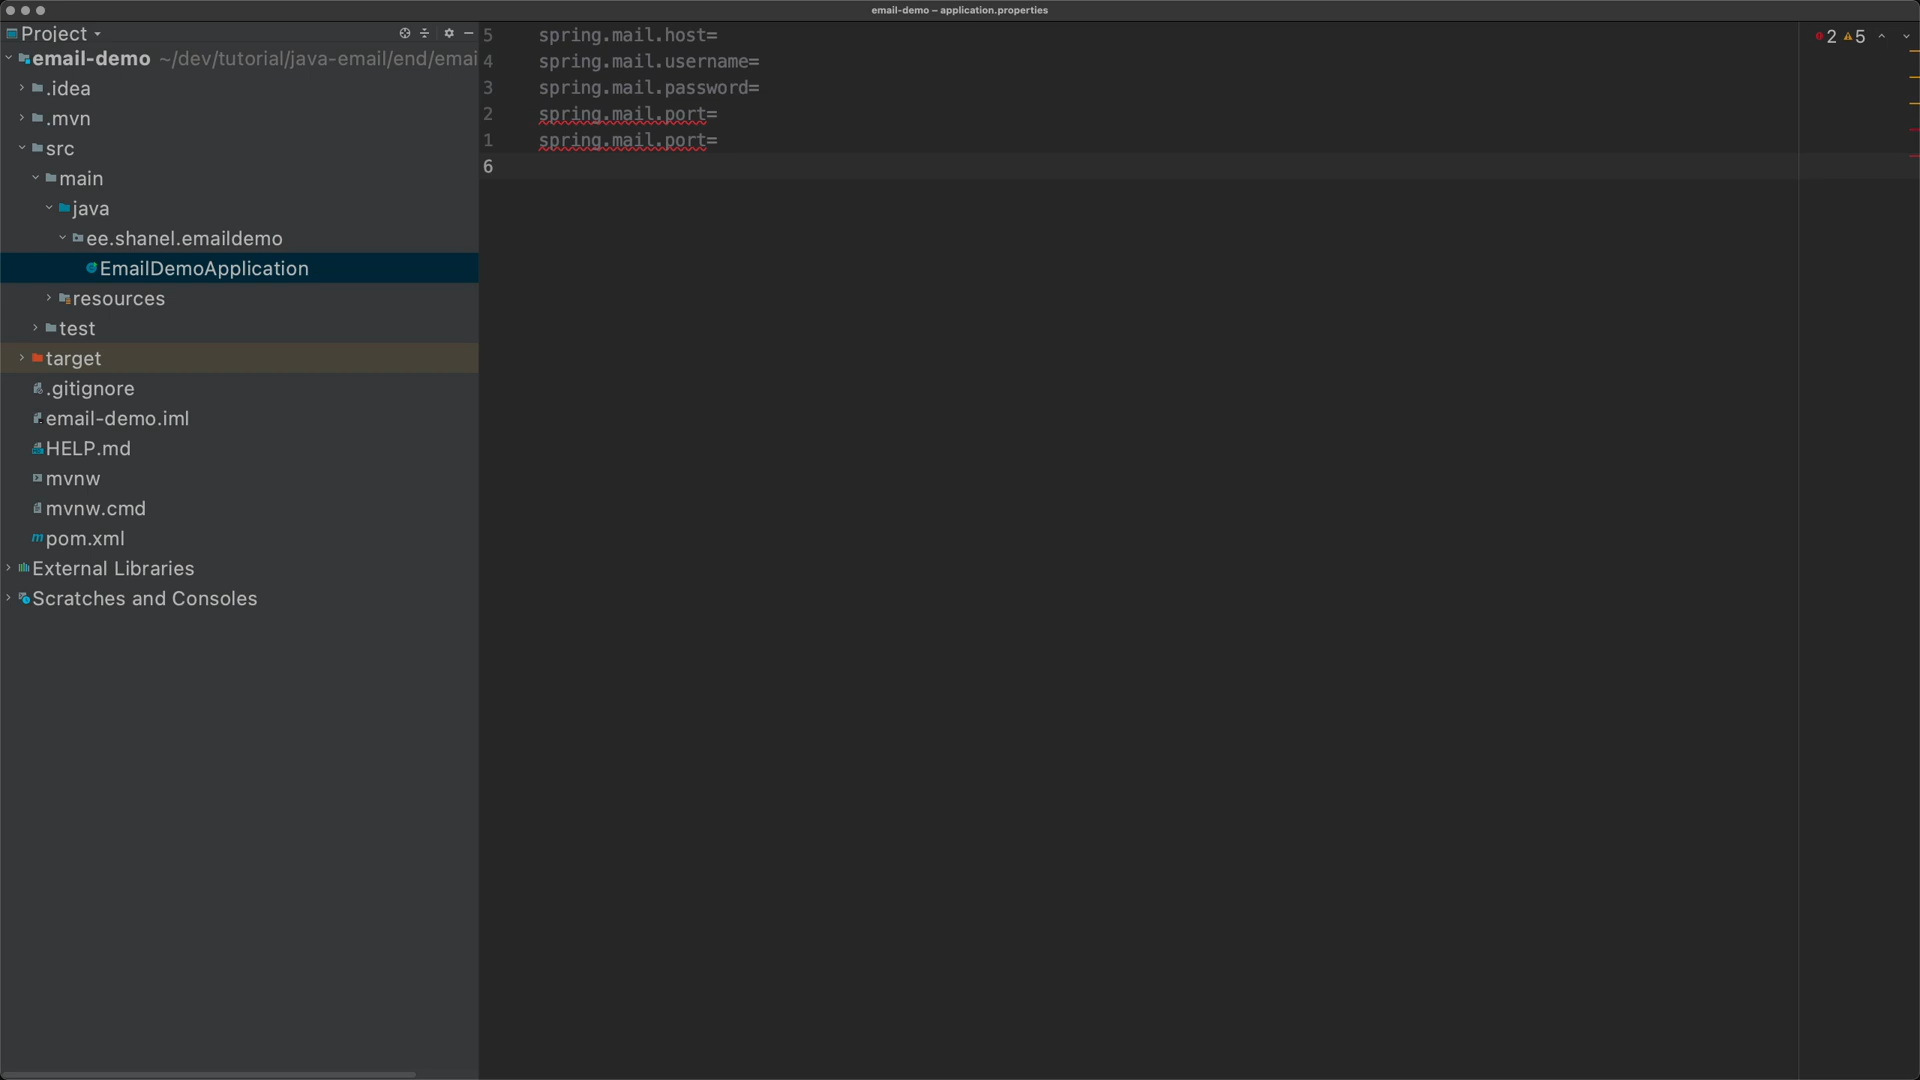 email-demo – application.properties
Project
email-demo ~/dev/tutorial/java-email/end/emai
.idea
.mvn
src
main
java
ee.shanel.emaildemo
EmailDemoApplication
resources
test
target
.gitignore
email-demo.iml
HELP.md
mvnw
mvnw.cmd
pom.xml
External Libraries
Scratches and Consoles
5 spring.mail.host=
4 spring.mail.username=
3 spring.mail.password=
2 spring.mail.port=
1 spring.mail.port=
6
2 5